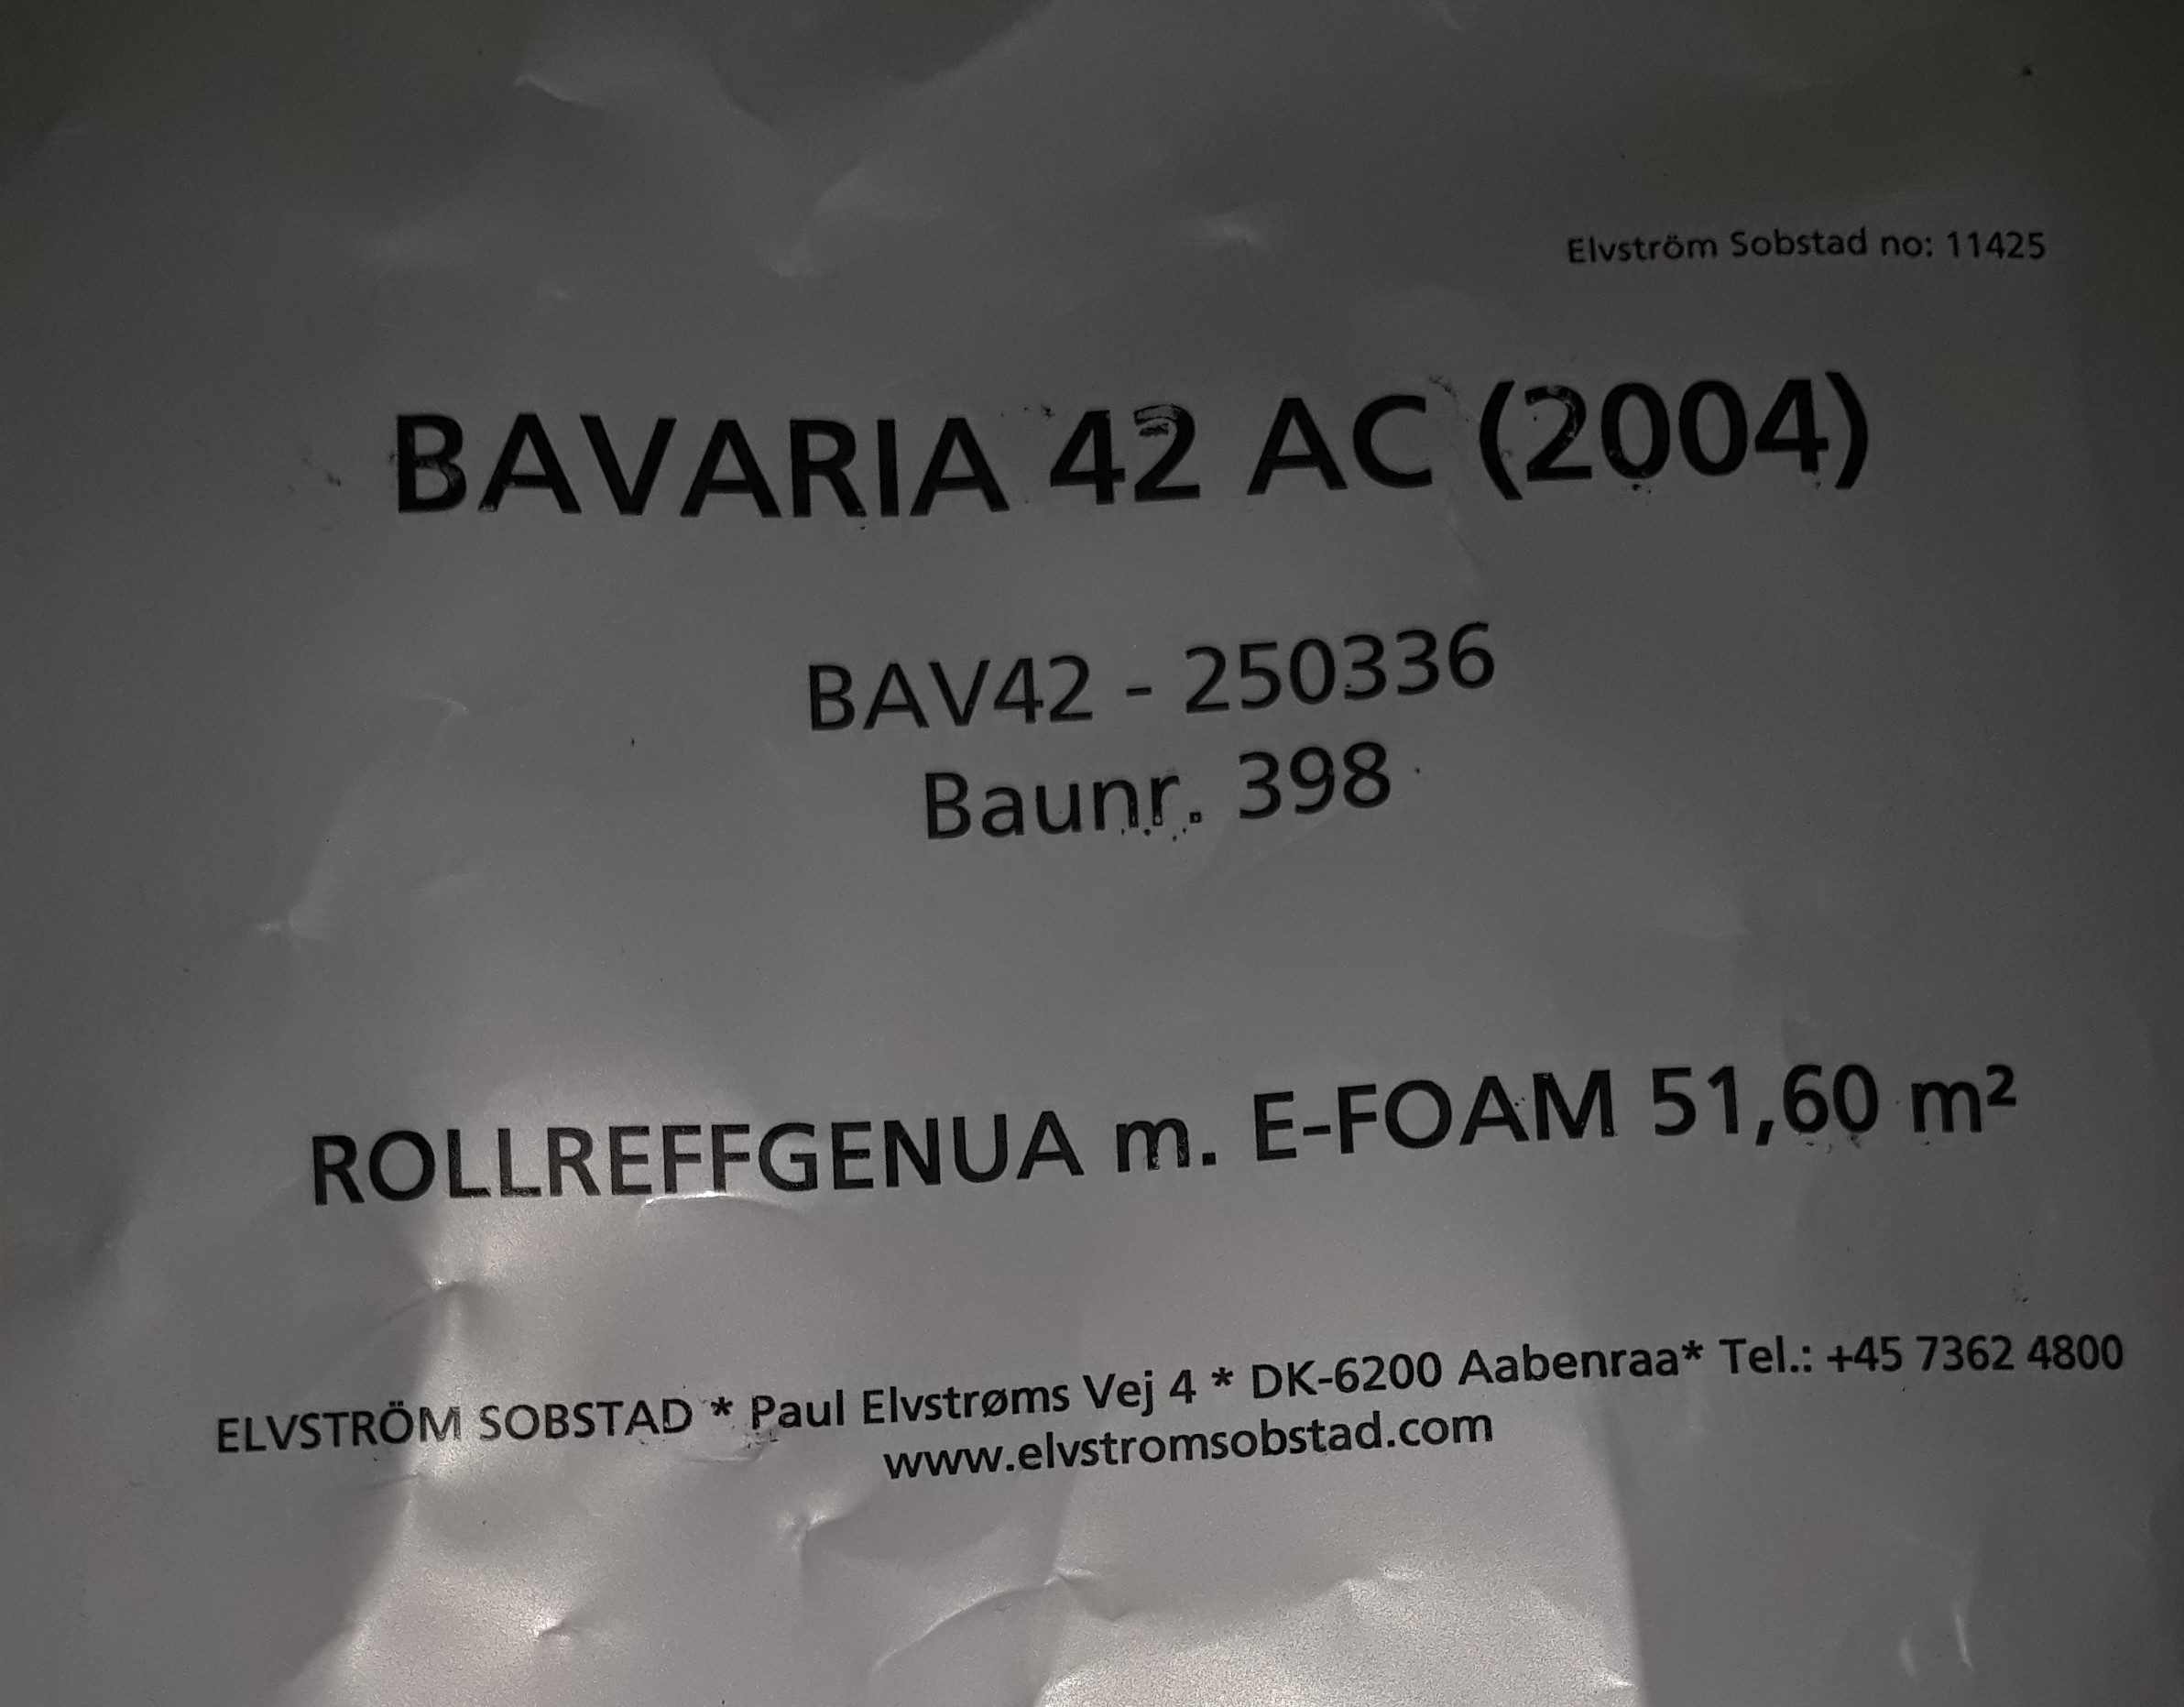 Elvström Sobstad no: 11425
BAVARIA 42 AC (2004)
BAV42 - 250336
Baunr. 398
ROLLREFFGENUA m. E-FOAM 51,60 m²
ELVSTRÖM SOBSTAD * Paul Elvstrøms Vej 4 * DK-6200 Aabenraa* Tel.: +45 7362 4800
www.elvstromsobstad.com